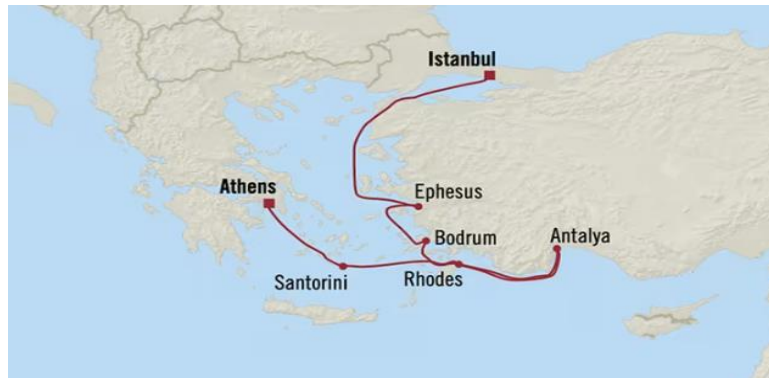 Istanbul
Ephesus
Athens
Bodrum
Antalya
Santorini
Rhodes